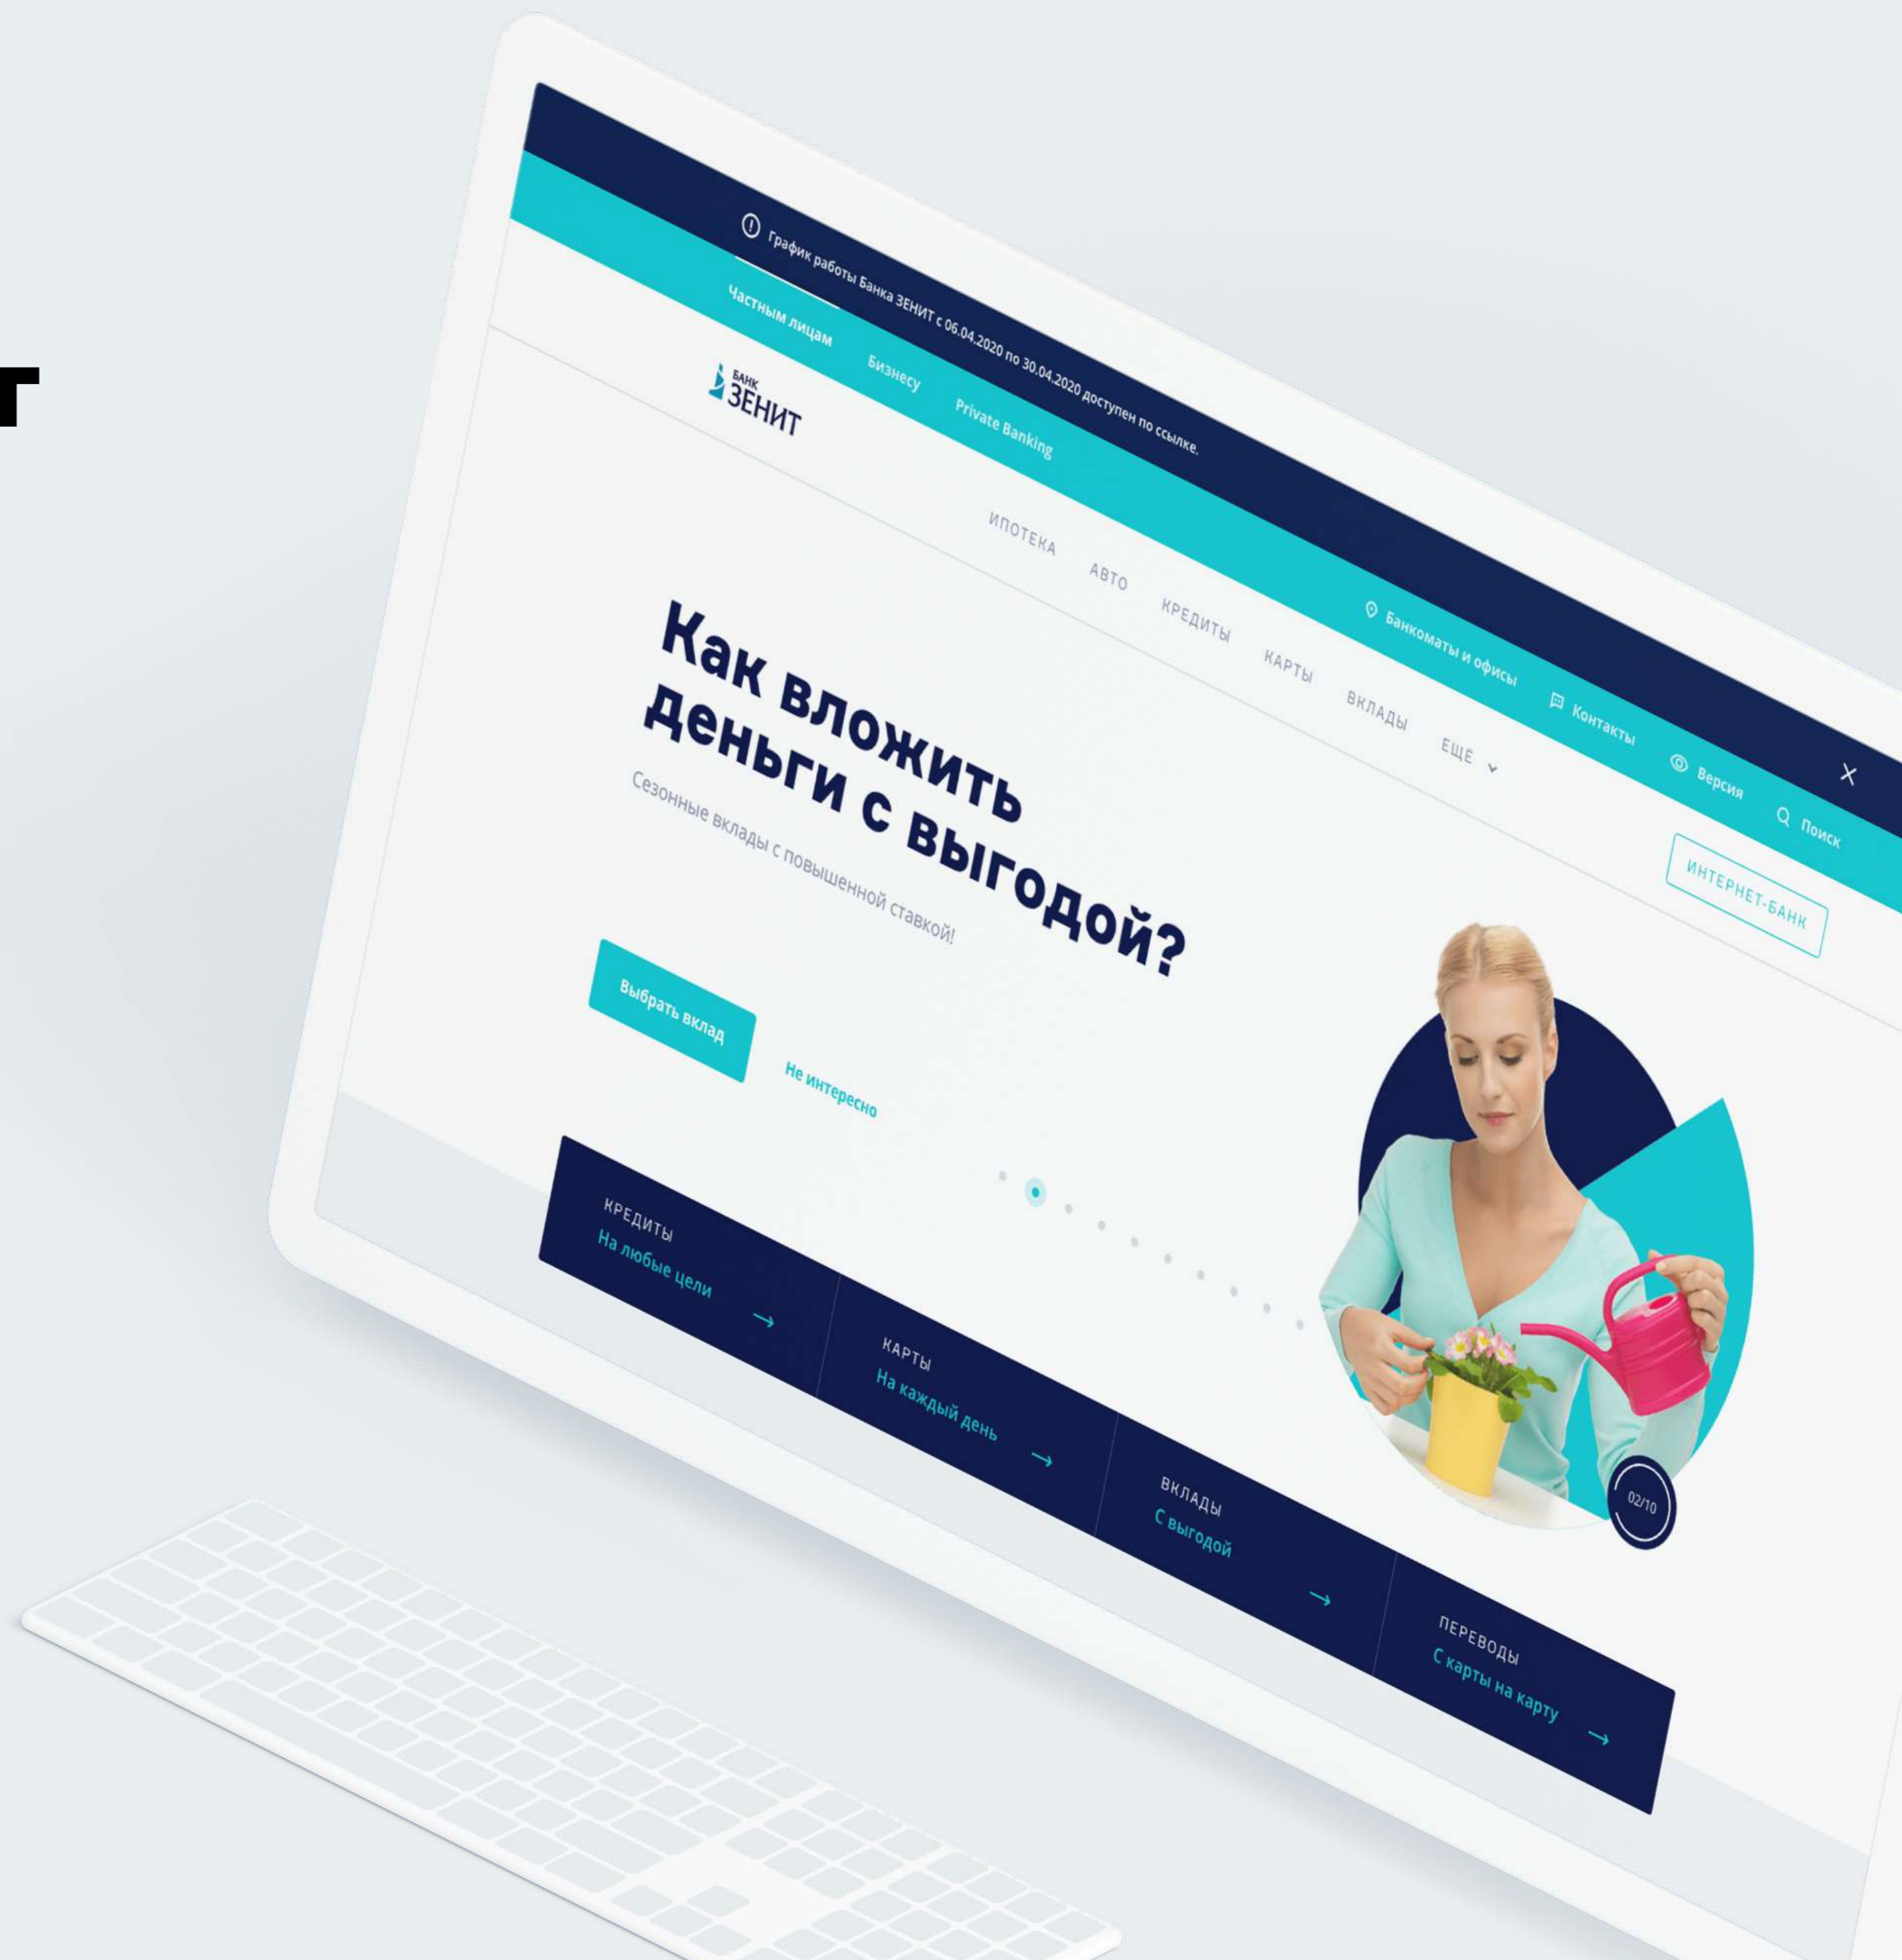 т
График работы Банка ЗЕНИТ с 06.04.2020 по 30.04.2020 доступен по ссылке.
Частным лицам Бизнесу Private Banking Банкоматы и офисы Контакты Версия Поиск
БАНК
ЗЕНИТ
ИПОТЕКА АВТО КРЕДИТЫ КАРТЫ ВКЛАДЫ ЕЩЁ
ИНТЕРНЕТ-БАНК
Как вложить
деньги с выгодой?
Сезонные вклады с повышенной ставкой!
Выбрать вклад Не интересно
02/10
КРЕДИТЫ
На любые цели
КАРТЫ
На каждый день
ВКЛАДЫ
С выгодой
ПЕРЕВОДЫ
С карты на карту